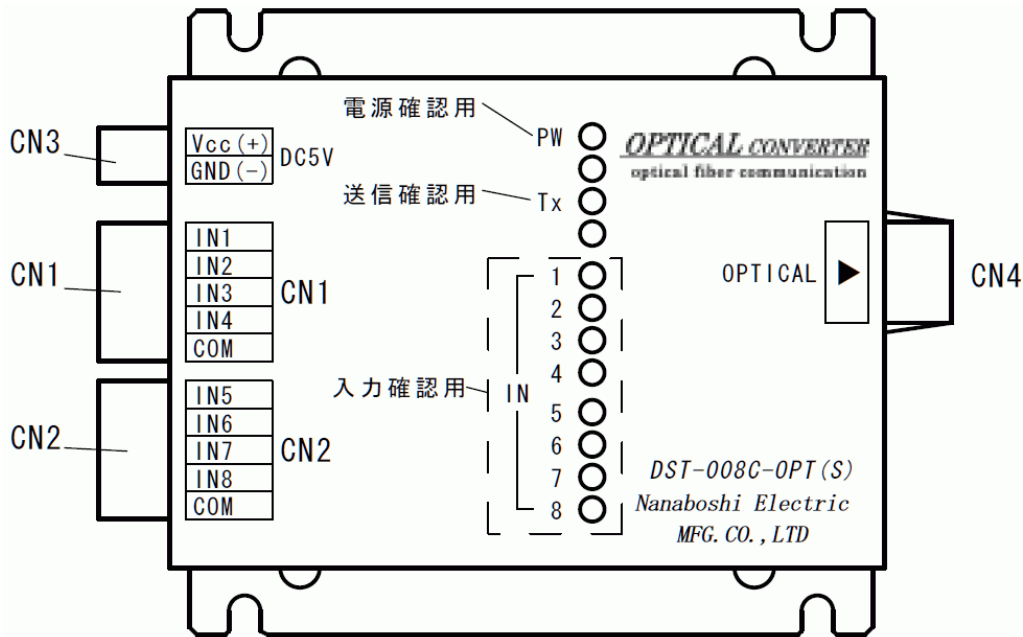 CN3
Vcc(+)
GND(-)
DC5V
電源確認用
PW
送信確認用
Tx
OPTICAL CONVERTER
optical fiber communication
CN1
IN1
IN2
IN3
IN4
COM
CN1
CN2
IN5
IN6
IN7
IN8
COM
CN2
入力確認用
IN
1
2
3
4
5
6
7
8
OPTICAL
CN4
DST-008C-OPT(S)
Nanaboshi Electric
MFG.CO.,LTD